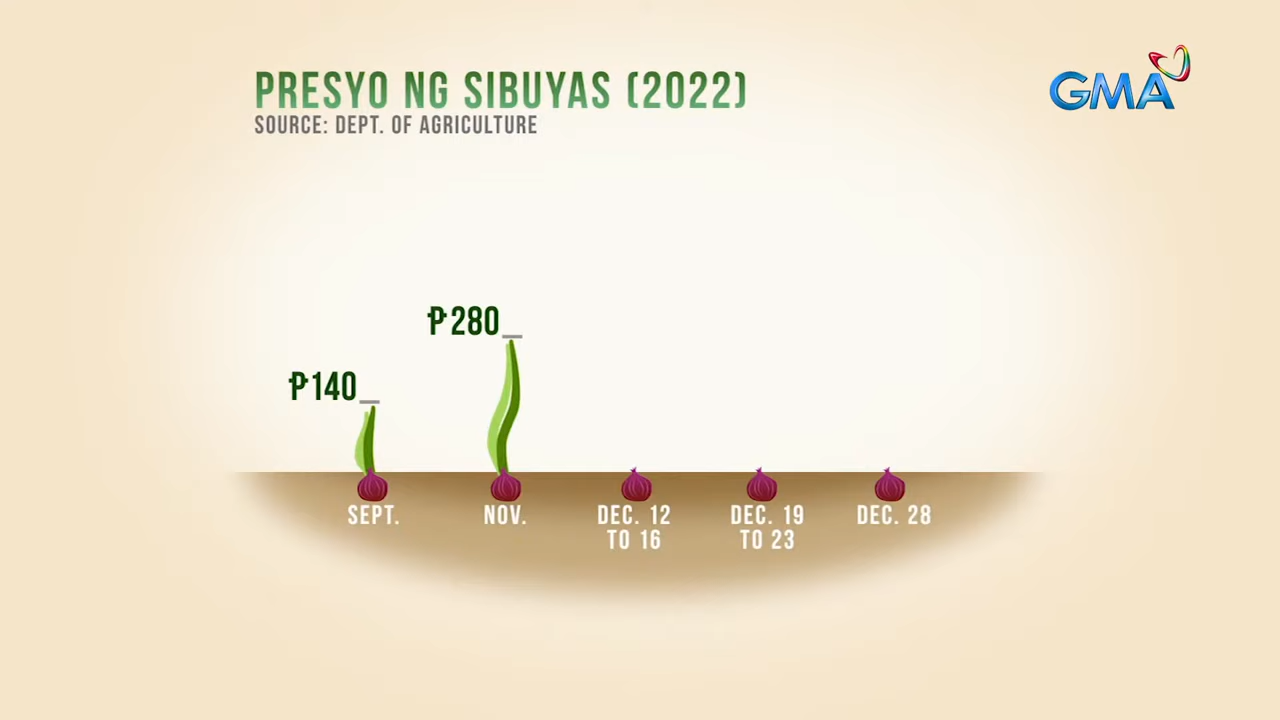 PRESYO NG SIBUYAS (2022)
SOURCE: DEPT. OF AGRICULTURE
GMA
₱280
₱140
SEPT.
NOV.
DEC. 12
TO 16
DEC. 19
TO 23
DEC. 28